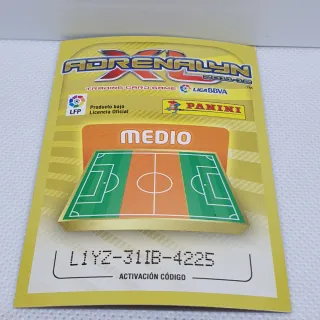 ADRENALYN
XL
TRADING CARD GAME
LIGA BBVA
LFP
Producto bajo
Licencia Oficial
PANINI
MEDIO
L1YZ-31IB-4225
ACTIVACIÓN CÓDIGO